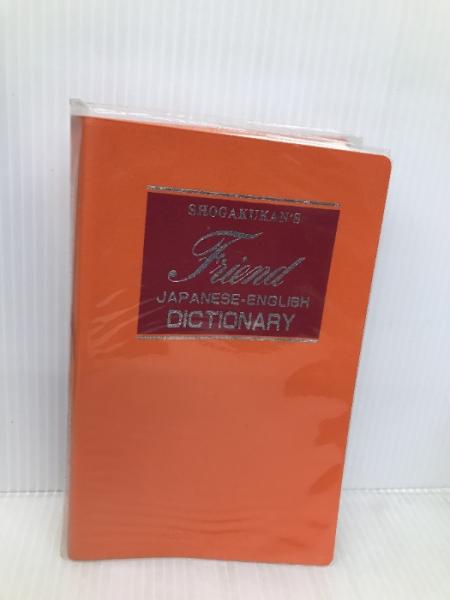 SHOGAKUKAN'S
Friend
JAPANESE-ENGLISH
DICTIONARY